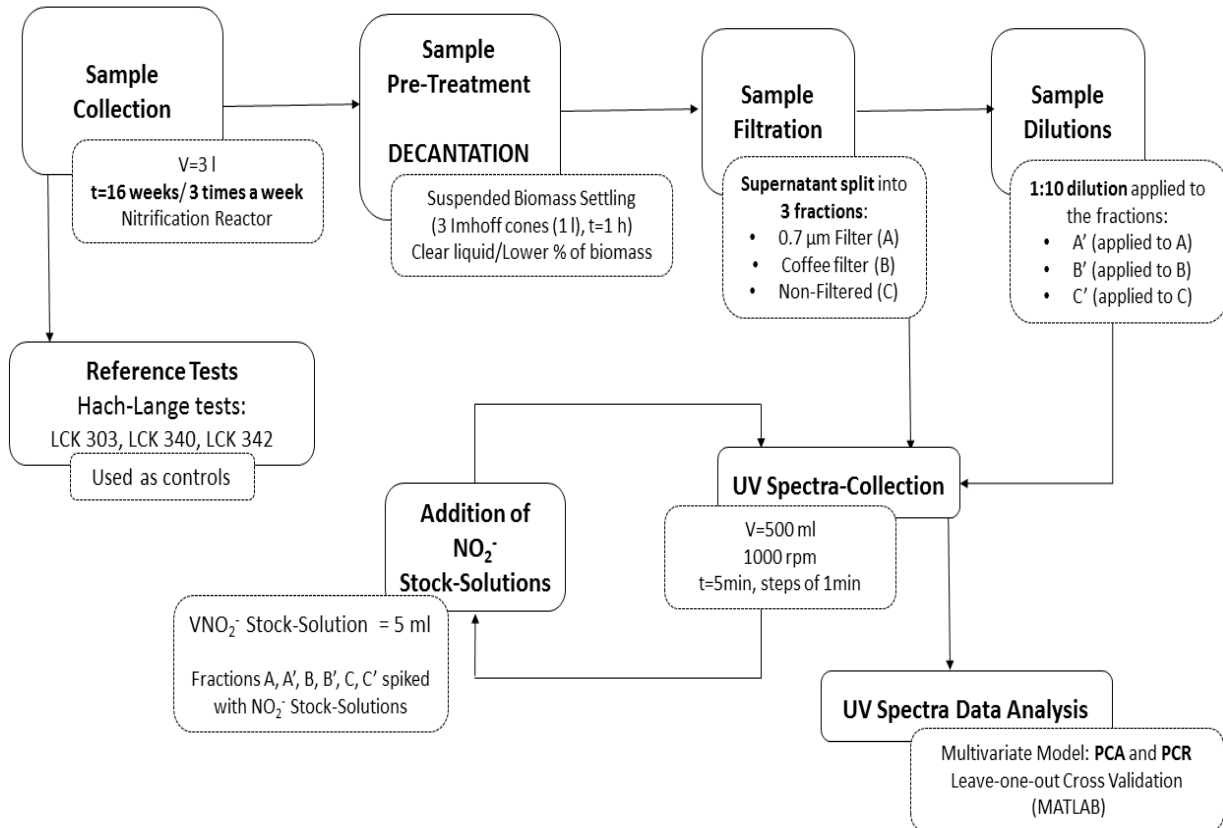 Sample
Collection
V=3 l
t=16 weeks/ 3 times a week
Nitrification Reactor
Sample
Pre-Treatment
DECANTATION
Suspended Biomass Settling
(3 Imhoff cones (1 l), t=1 h)
Clear liquid/Lower % of biomass
Sample
Filtration
Supernatant split into
3 fractions:
• 0.7 µm Filter (A)
• Coffee filter (B)
• Non-Filtered (C)
Sample
Dilutions
1:10 dilution applied to
the fractions:
• A’ (applied to A)
• B’ (applied to B)
• C’ (applied to C)
Reference Tests
Hach-Lange tests:
LCK 303, LCK 340, LCK 342
Used as controls
Addition of
NO₂⁻
Stock-Solutions
VNO₂⁻ Stock-Solution = 5 ml
Fractions A, A’, B, B’, C, C’ spiked
with NO₂⁻ Stock-Solutions
UV Spectra-Collection
V=500 ml
1000 rpm
t=5min, steps of 1min
UV Spectra Data Analysis
Multivariate Model: PCA and PCR
Leave-one-out Cross Validation
(MATLAB)